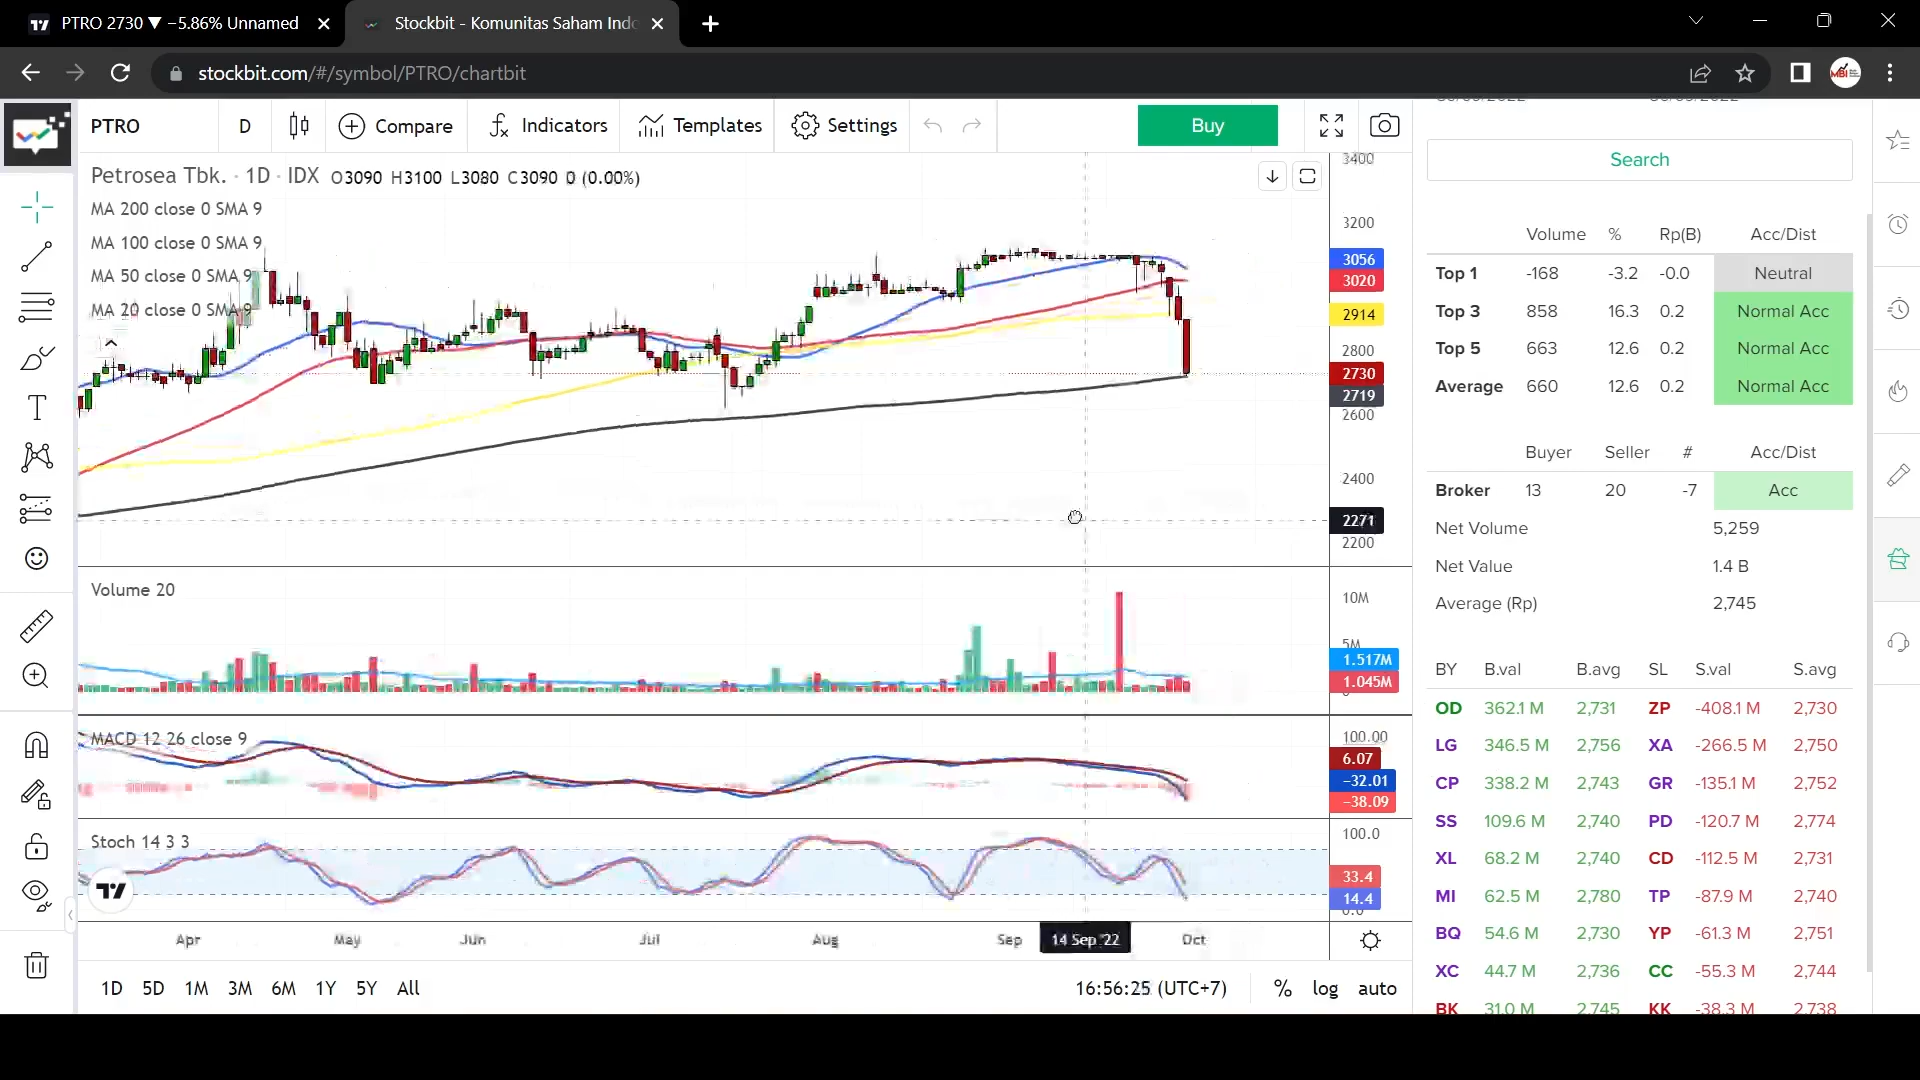 PTRO 2730 ▼ −5.86% Unnamed
Stockbit - Komunitas Saham Indo
stockbit.com/#/symbol/PTRO/chartbit
PTRO D Compare Indicators Templates Settings Buy
Petrosea Tbk. · 1D · IDX O3090 H3100 L3080 C3090 0 (0.00%)
MA 200 close 0 SMA 9
MA 100 close 0 SMA 9
MA 50 close 0 SMA 9
MA 20 close 0 SMA 9
3400
3200
3056
3020
2914
2800
2730
2719
2600
2400
2271
2200
Volume 20
10M
5M
1.517M
1.045M
MACD 12 26 close 9
100.00
6.07
−32.01
−38.09
Stoch 14 3 3
100.0
33.4
14.4
0.0
Apr May Jun Jul Aug Sep 14 Sep '22 Oct
1D 5D 1M 3M 6M 1Y 5Y All
16:56:25 (UTC+7) % log auto
Search
Volume % Rp(B) Acc/Dist
Top 1 -168 -3.2 -0.0 Neutral
Top 3 858 16.3 0.2 Normal Acc
Top 5 663 12.6 0.2 Normal Acc
Average 660 12.6 0.2 Normal Acc
Buyer Seller # Acc/Dist
Broker 13 20 -7 Acc
Net Volume 5,259
Net Value 1.4 B
Average (Rp) 2,745
BY B.val B.avg SL S.val S.avg
OD 362.1 M 2,731 ZP -408.1 M 2,730
LG 346.5 M 2,756 XA -266.5 M 2,750
CP 338.2 M 2,743 GR -135.1 M 2,752
SS 109.6 M 2,740 PD -120.7 M 2,774
XL 68.2 M 2,740 CD -112.5 M 2,731
MI 62.5 M 2,780 TP -87.9 M 2,740
BQ 54.6 M 2,730 YP -61.3 M 2,751
XC 44.7 M 2,736 CC -55.3 M 2,744
BK 31.0 M 2,745 KK -38.3 M 2,738